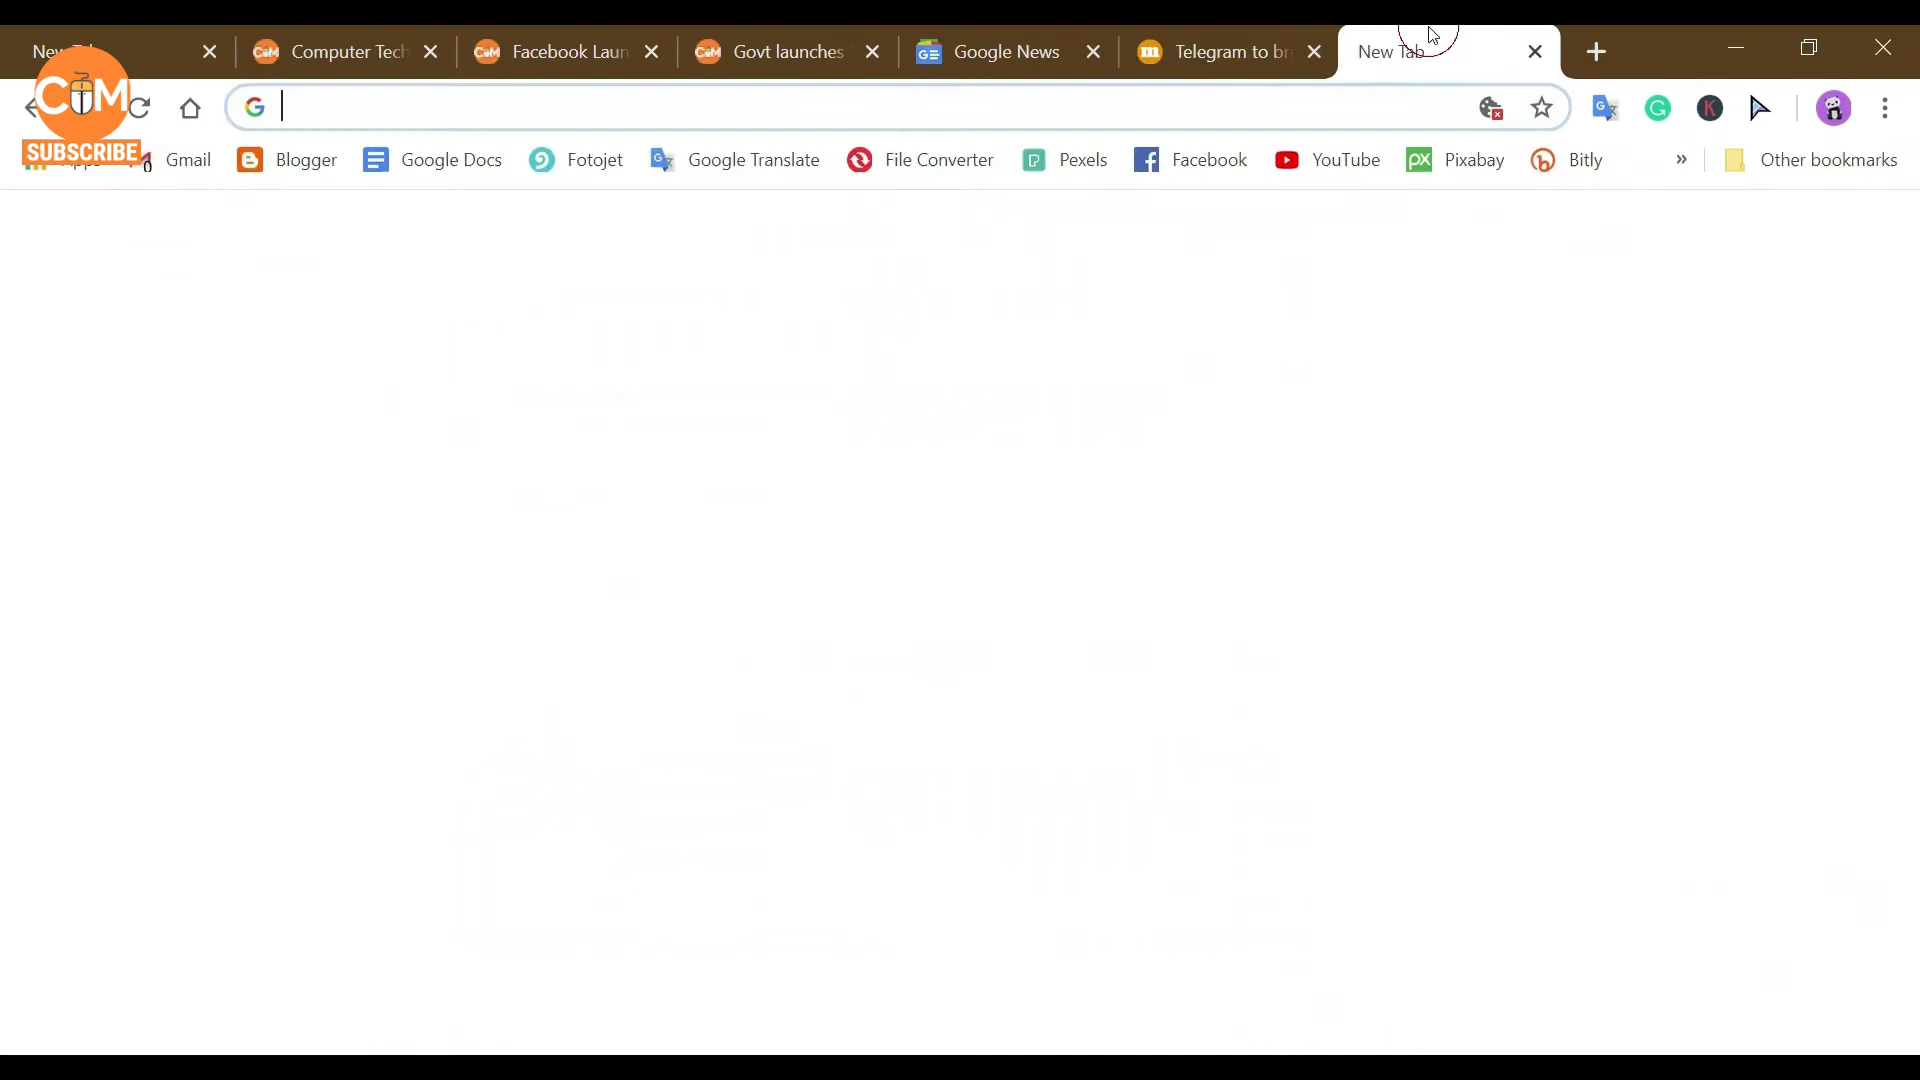 Computer Tech
Facebook Laun
Govt launches
Google News
Telegram to br
New Tab
CM
SUBSCRIBE
Gmail
Blogger
Google Docs
Fotojet
Google Translate
File Converter
Pexels
Facebook
YouTube
Pixabay
Bitly
»
Other bookmarks